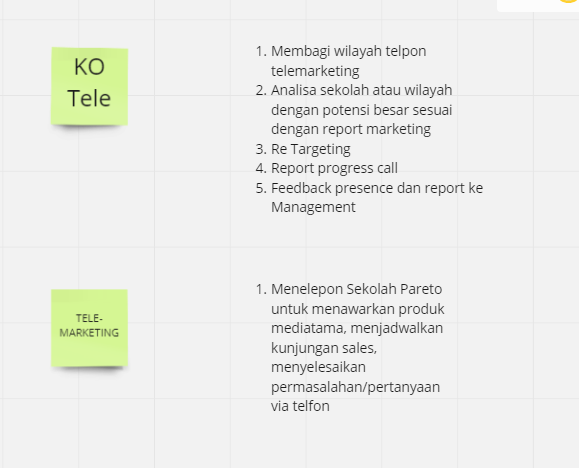 KO
Tele
1. Membagi wilayah telpon
telemarketing
2. Analisa sekolah atau wilayah
dengan potensi besar sesuai
dengan report marketing
3. Re Targeting
4. Report progress call
5. Feedback presence dan report ke
Management
TELE-
MARKETING
1. Menelepon Sekolah Pareto
untuk menawarkan produk
mediatama, menjadwalkan
kunjungan sales,
menyelesaikan
permasalahan/pertanyaan
via telfon